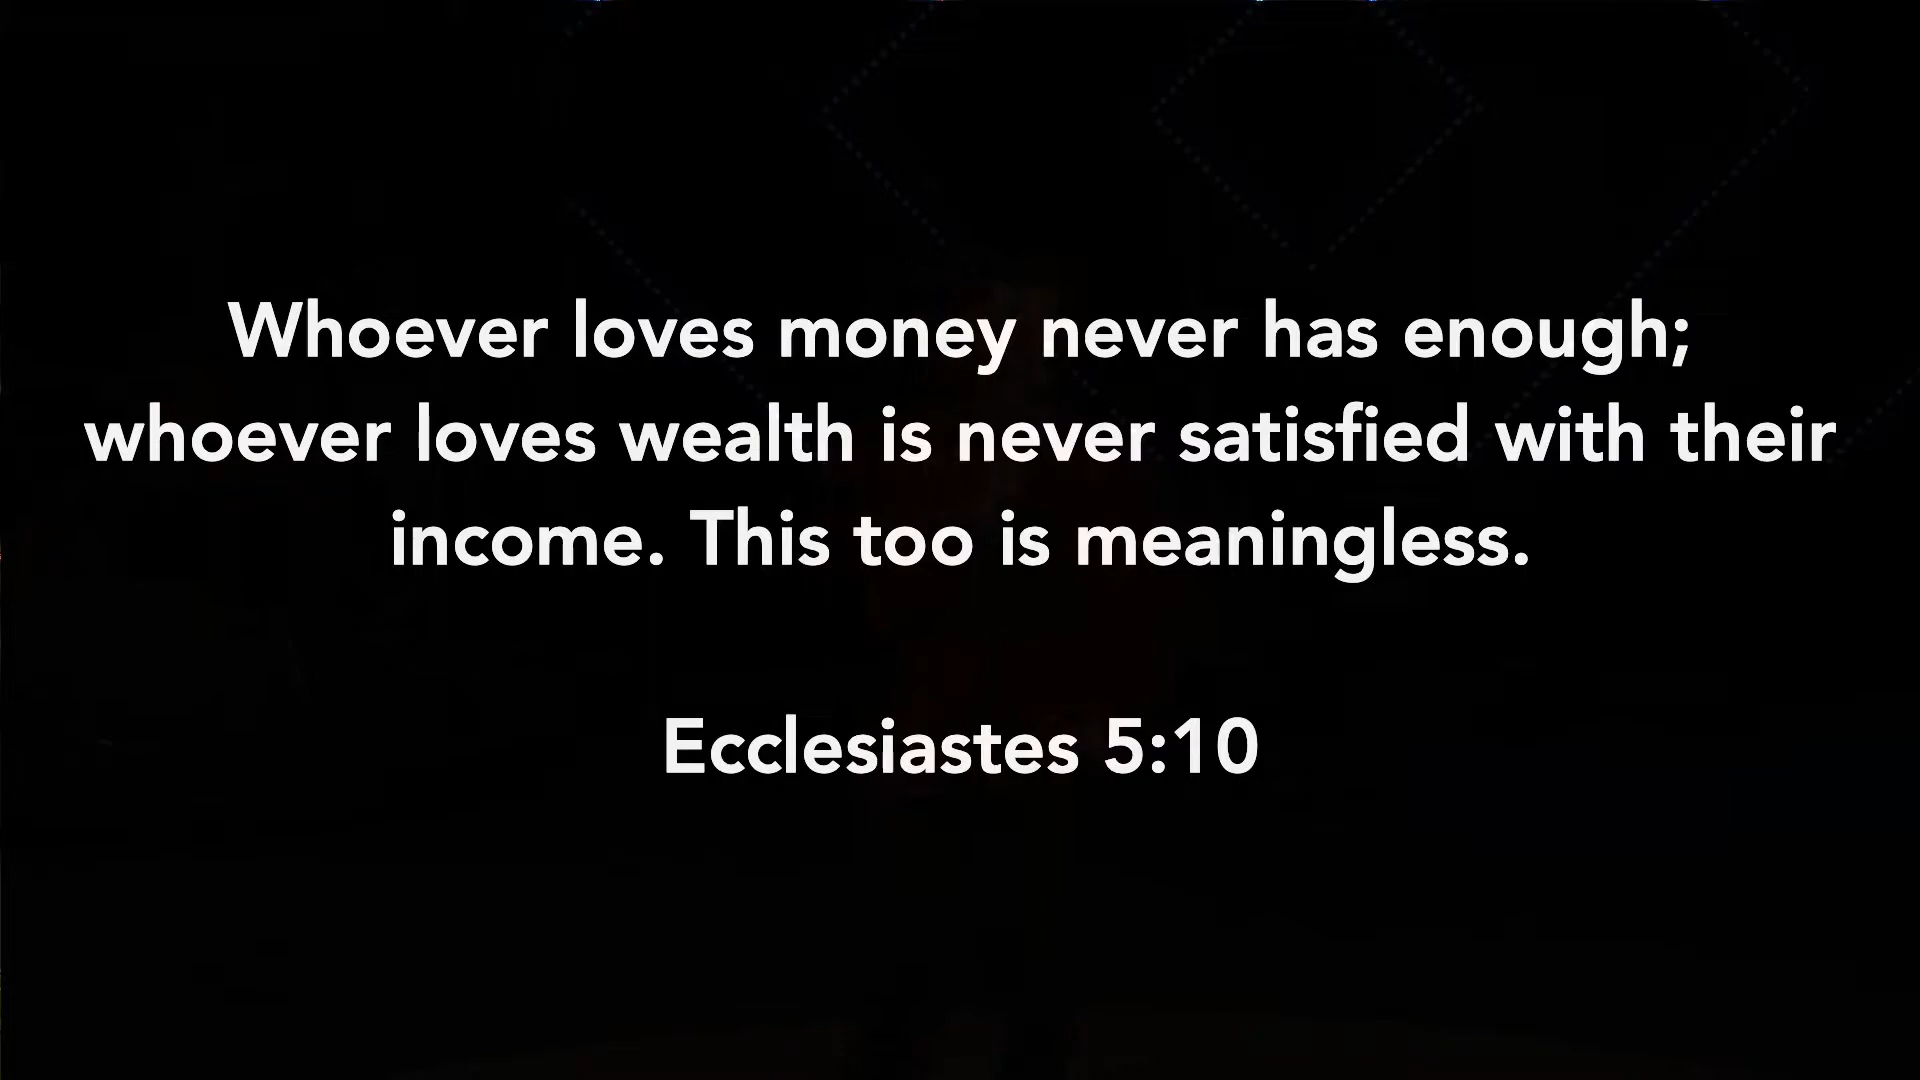 Whoever loves money never has enough;
whoever loves wealth is never satisfied with their
income. This too is meaningless.
Ecclesiastes 5:10